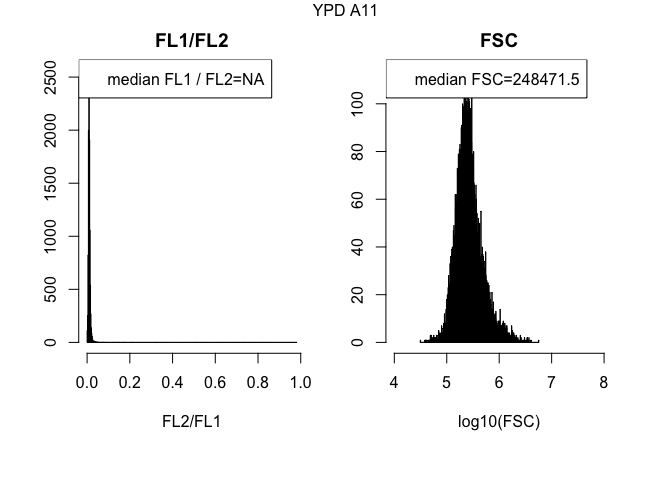 YPD A11
FL1/FL2
median FL1 / FL2=NA
2500
2000
1500
1000
500
0
0.0 0.2 0.4 0.6 0.8 1.0
FL2/FL1
FSC
median FSC=248471.5
100
80
60
40
20
0
4 5 6 7 8
log10(FSC)